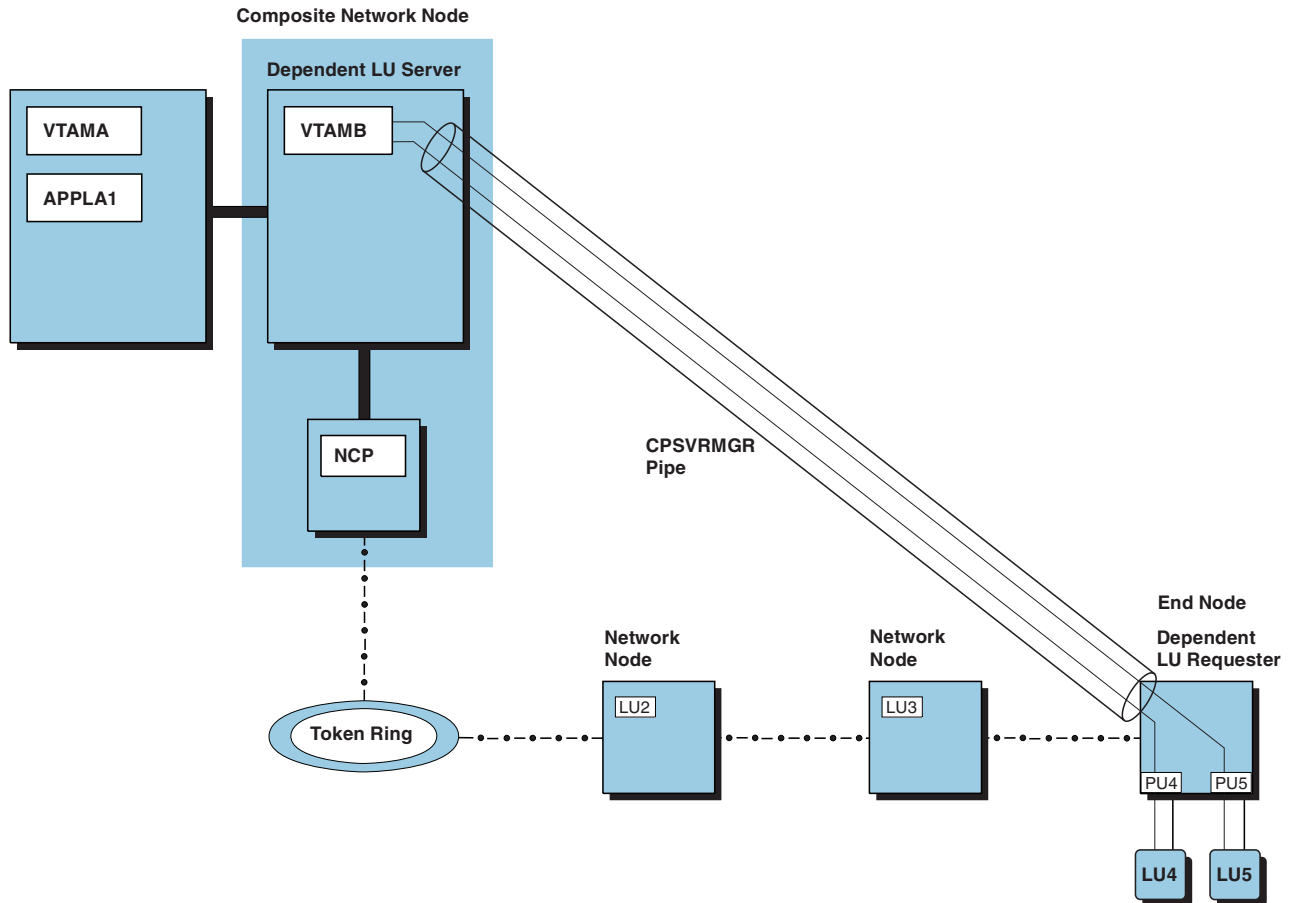 Composite Network Node
Dependent LU Server
VTAMA
APPLA1
VTAMB
NCP
CPSVRMGR
Pipe
Token Ring
Network
Node
LU2
Network
Node
LU3
End Node
Dependent
LU Requester
PU4
PU5
LU4
LU5